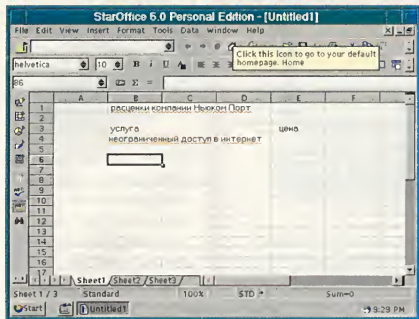 StarOffice 5.0 Personal Edition - [Untitled1]
File Edit View Insert Format Tools Data Window Help
Click this icon to go to your default
homepage. Home
helvetica 10 B i U A
B6 Σ =
A B C D E F
1 расценки компании Ньюком Порт
2
3 услуга цена
4 неограниченный доступ в интернет
5
6
7
8
9
10
11
12
13
14
15
16
17
Sheet1 Sheet2 Sheet3
Sheet 1 / 3 Standard 100% STD * Sum=0
Start Untitled1 9:29 PM